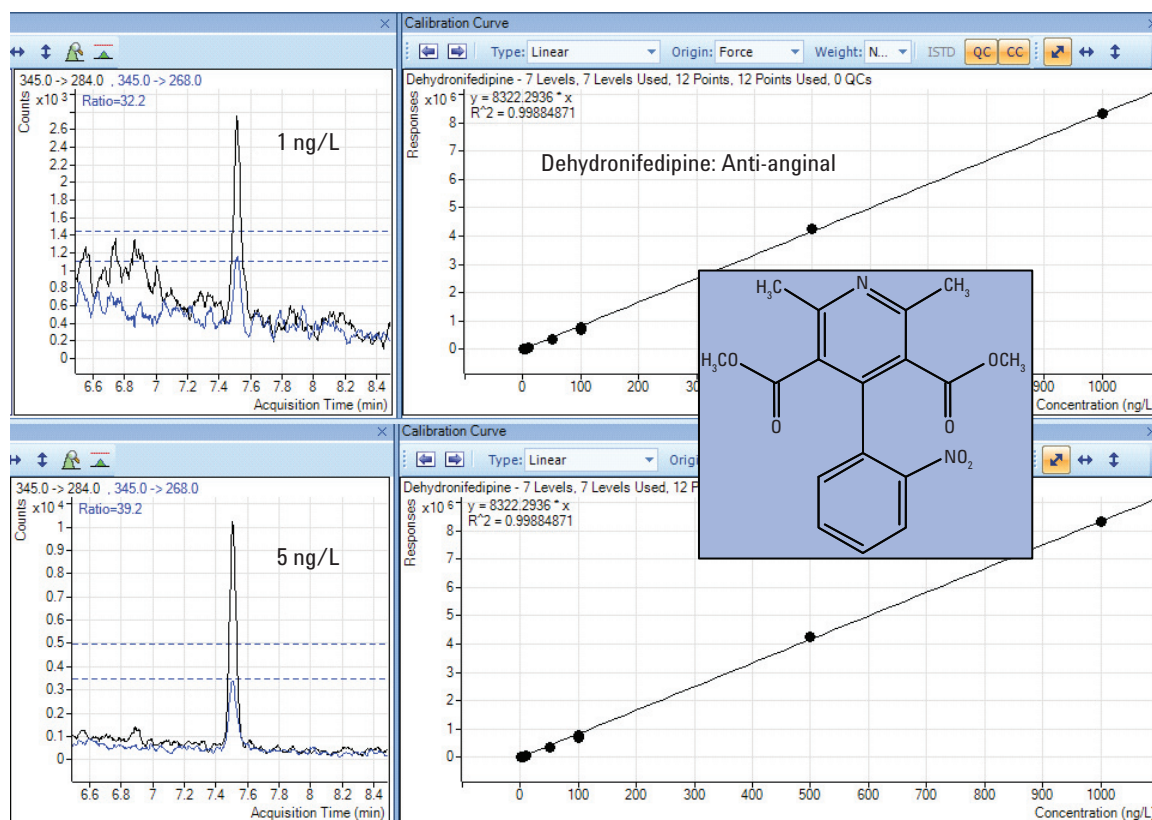 Calibration Curve
Type: Linear Origin: Force Weight: N... ISTD QC CC
345.0 -> 284.0 , 345.0 -> 268.0
x10 3
Ratio=32.2
1 ng/L
Counts
2.6
2.4
2.2
2
1.8
1.6
1.4
1.2
1
0.8
0.6
0.4
0.2
0
6.6 6.8 7 7.2 7.4 7.6 7.8 8 8.2 8.4
Acquisition Time (min)
Dehydronifedipine - 7 Levels, 7 Levels Used, 12 Points, 12 Points Used, 0 QCs
x10 6
y = 8322.2936 * x
R^2 = 0.99884871
Dehydronifedipine: Anti-anginal
Responses
8
7
6
5
4
3
2
1
0
0 100 200 900 1000
Concentration (ng/L)
H3C N CH3
H3CO OCH3
O O
NO2
Calibration Curve
Type: Linear
345.0 -> 284.0 , 345.0 -> 268.0
x10 4
Ratio=39.2
5 ng/L
Counts
1
0.9
0.8
0.7
0.6
0.5
0.4
0.3
0.2
0.1
0
6.6 6.8 7 7.2 7.4 7.6 7.8 8 8.2 8.4
Acquisition Time (min)
Dehydronifedipine - 7 Levels, 7 Levels Used, 12
x10 6
y = 8322.2936 * x
R^2 = 0.99884871
Responses
8
7
6
5
4
3
2
1
0
0 100 200 300 400 500 600 700 800 900 1000
Concentration (ng/L)